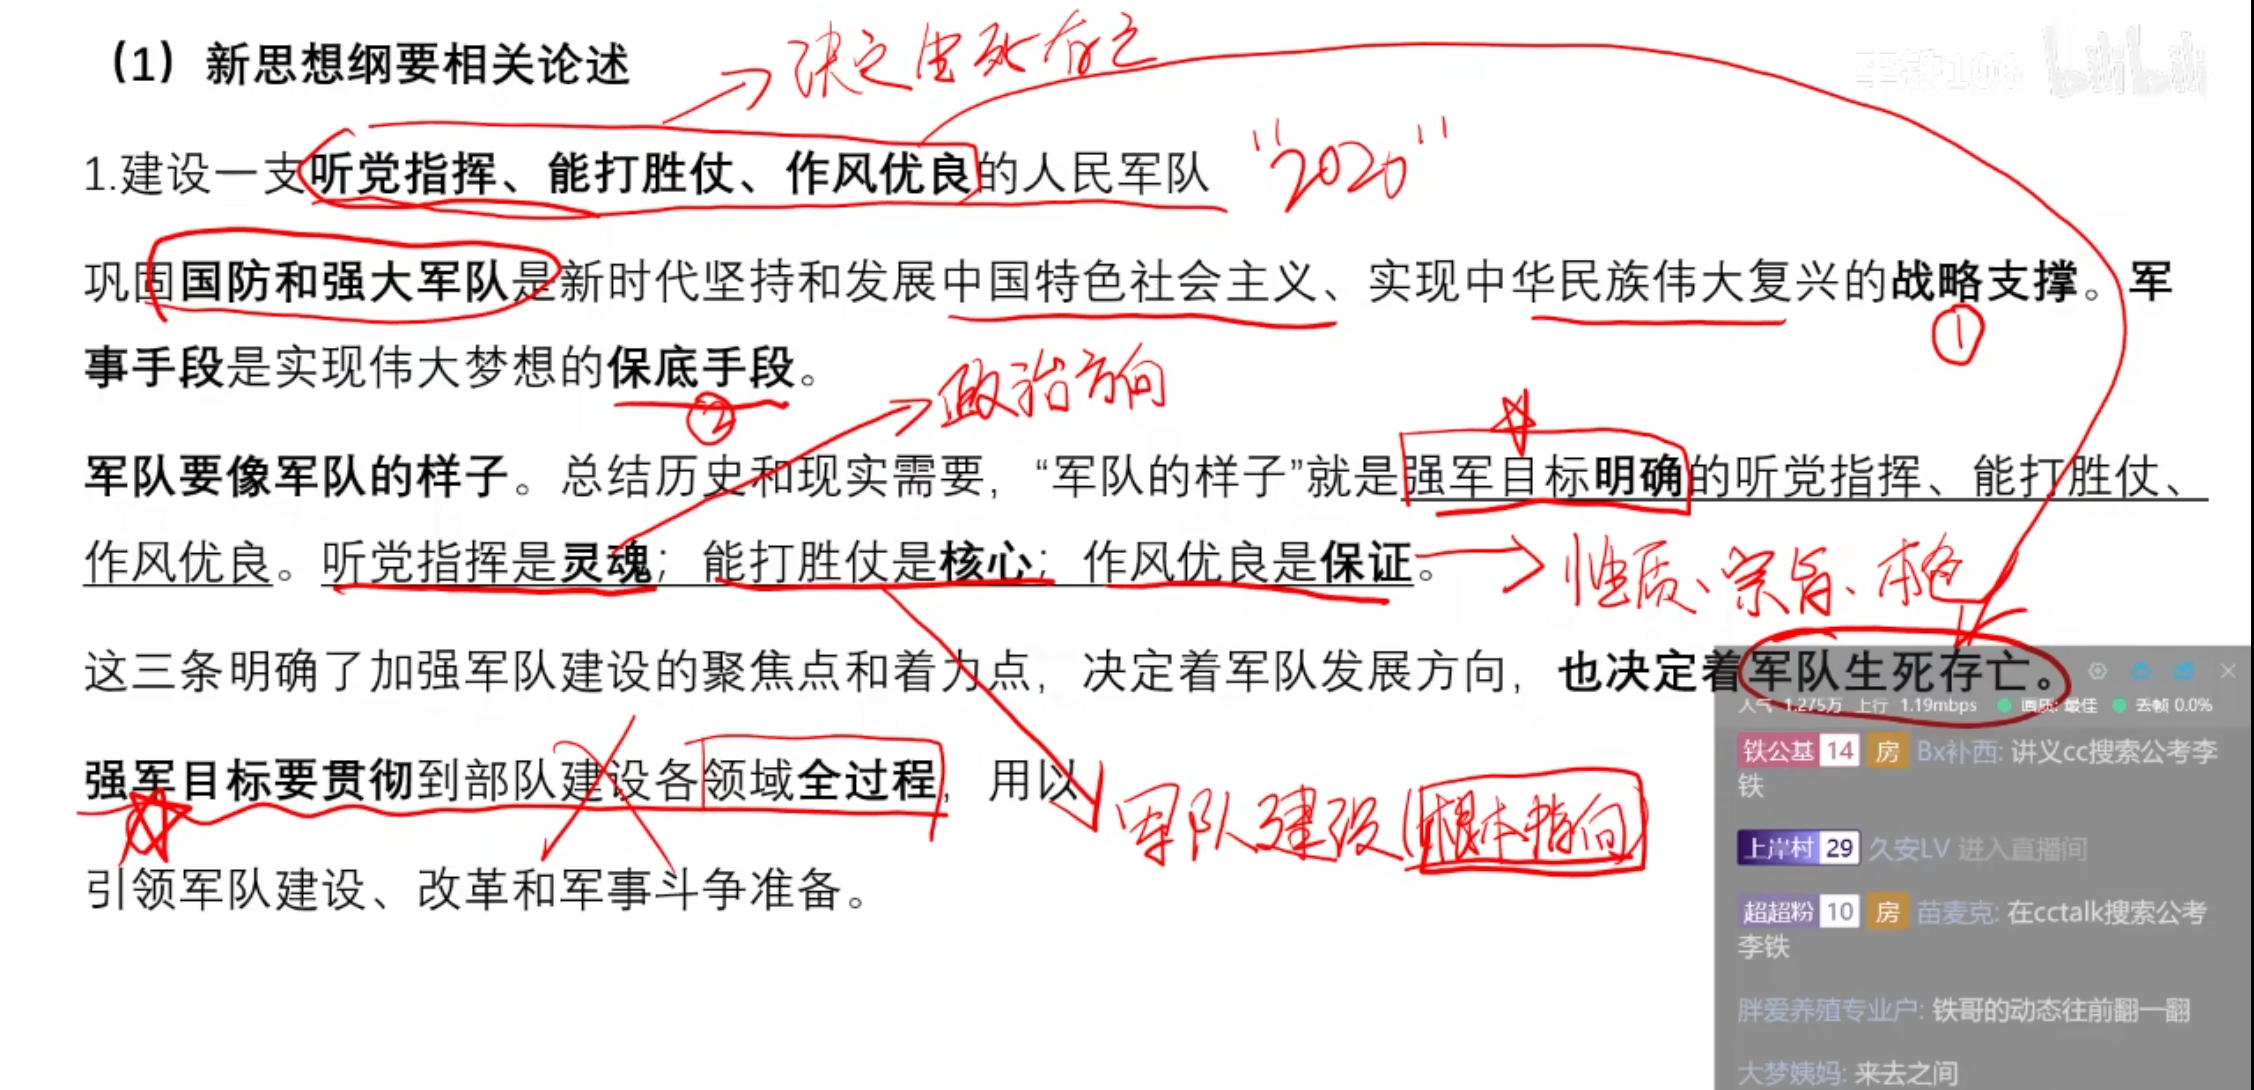 （1）新思想纲要相关论述
决定生死存亡
1.建设一支听党指挥、能打胜仗、作风优良的人民军队 "2020"
巩固国防和强大军队是新时代坚持和发展中国特色社会主义、实现中华民族伟大复兴的战略支撑。军
①
事手段是实现伟大梦想的保底手段。
② 政治方向
军队要像军队的样子。总结历史和现实需要，“军队的样子”就是强军目标明确的听党指挥、能打胜仗、
作风优良。听党指挥是灵魂；能打胜仗是核心；作风优良是保证。
性质、宗旨、本色
这三条明确了加强军队建设的聚焦点和着力点，决定着军队发展方向，也决定着军队生死存亡。
强军目标要贯彻到部队建设各领域全过程，用以
军队建设（根本指向
引领军队建设、改革和军事斗争准备。
人气 1.275万 上行 1.19mbps 画质: 最佳 丢帧 0.0%
铁公基 14 房 Bx补西: 讲义cc搜索公考李
铁
上岸村 29 久安LV 进入直播间
超超粉 10 房 苗麦克: 在cctalk搜索公考
李铁
胖爱养殖专业户: 铁哥的动态往前翻一翻
大梦姨妈: 来去之间
bilibili